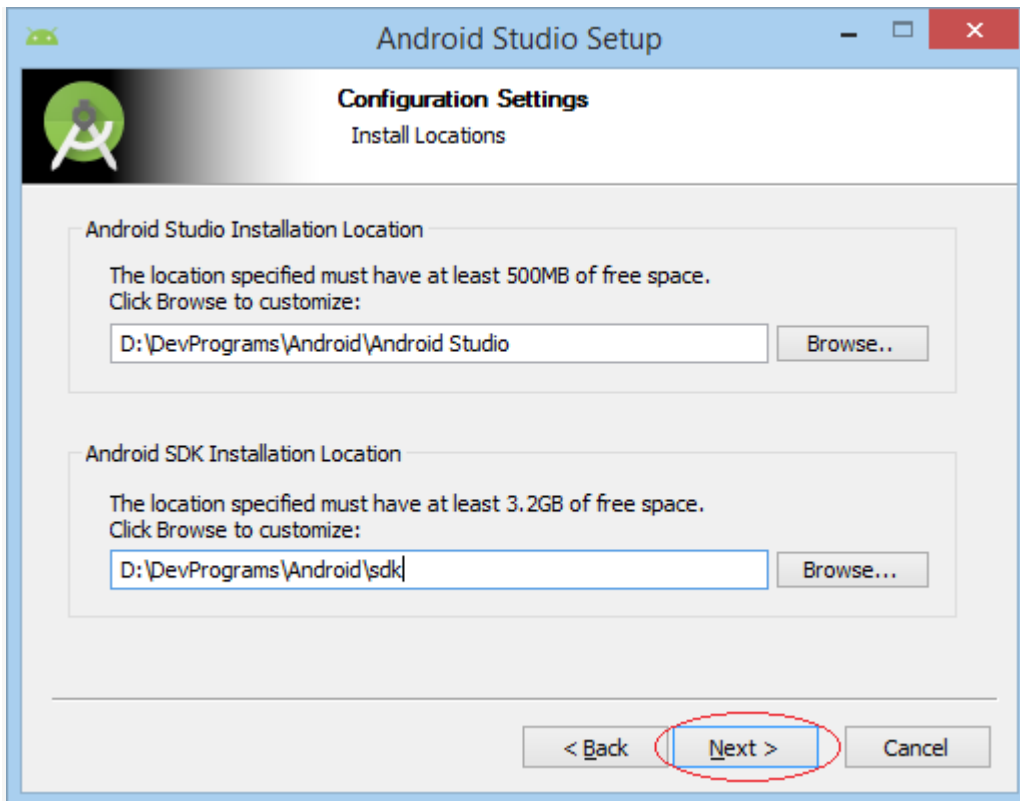 Android Studio Setup
Configuration Settings
Install Locations
Android Studio Installation Location
The location specified must have at least 500MB of free space.
Click Browse to customize:
D:\DevPrograms\Android\Android Studio
Browse..
Android SDK Installation Location
The location specified must have at least 3.2GB of free space.
Click Browse to customize:
D:\DevPrograms\Android\sdk
Browse...
< Back Next > Cancel